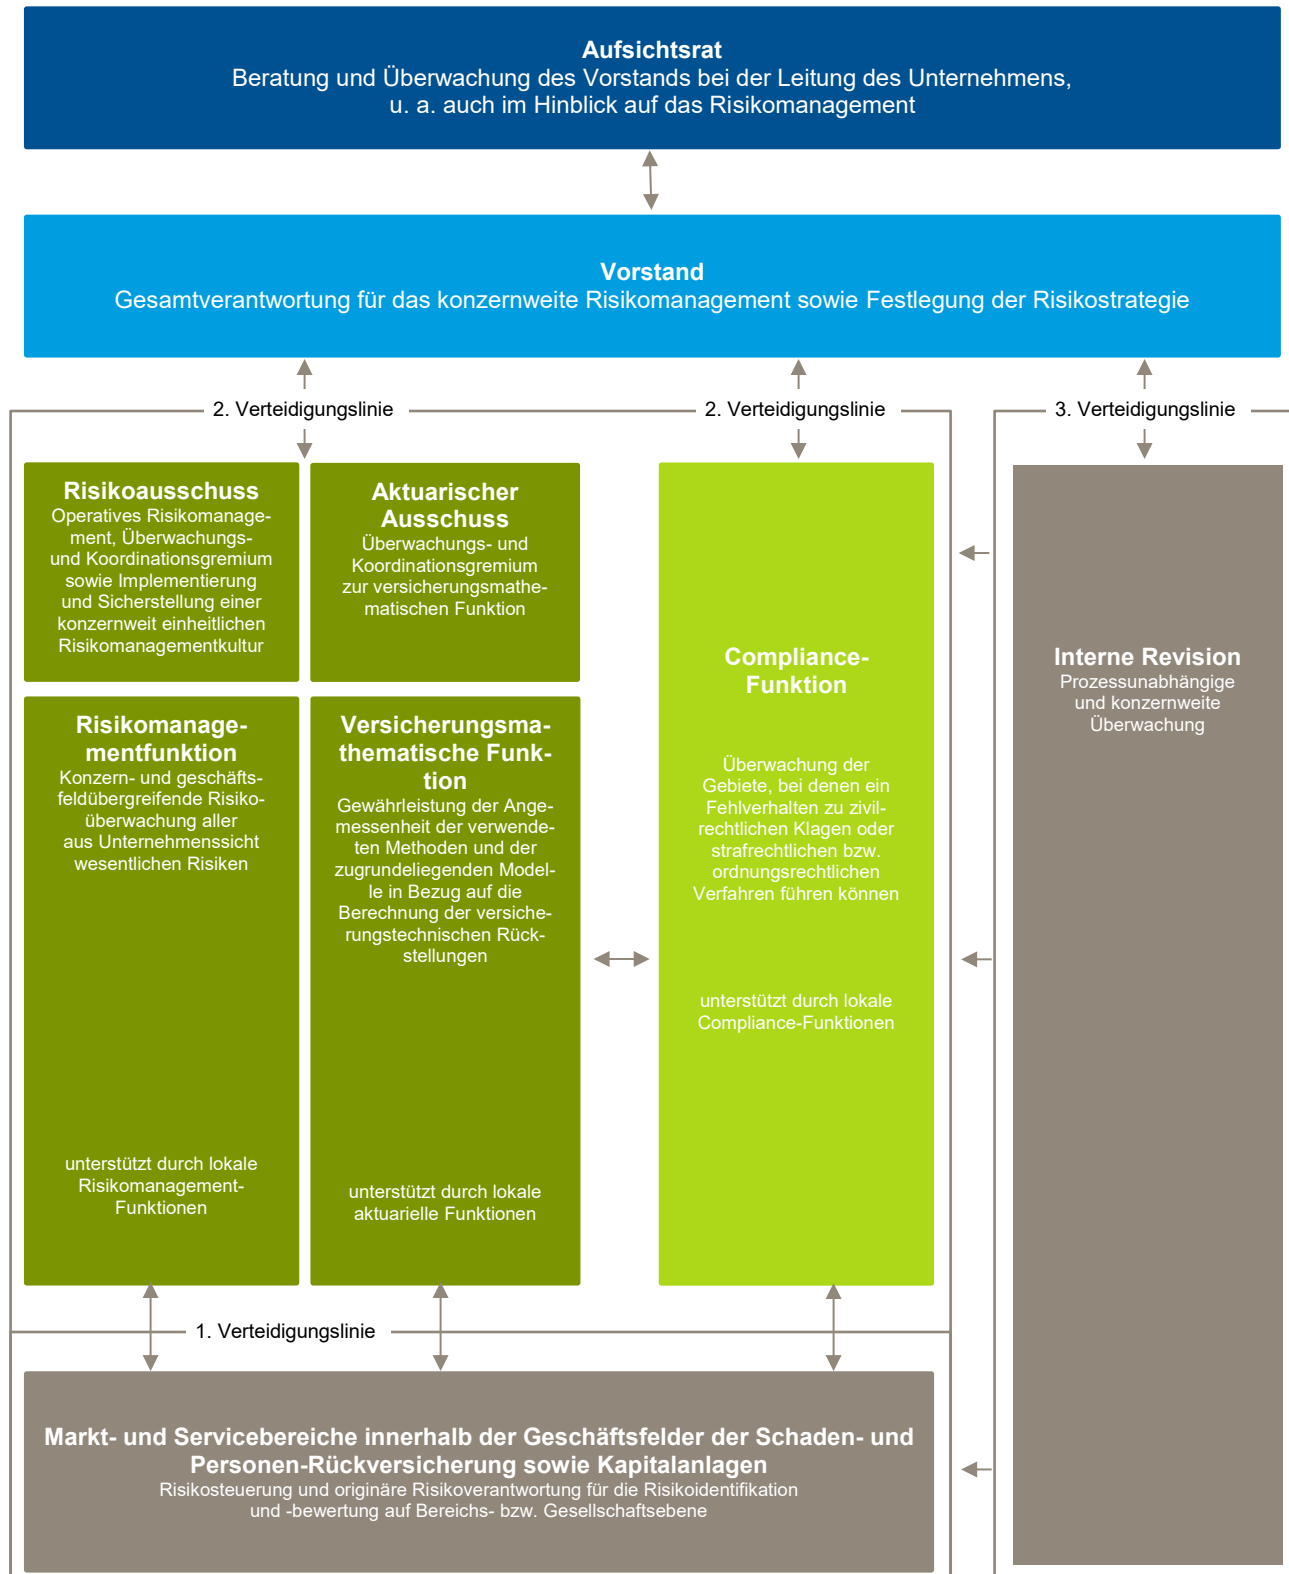 Aufsichtsrat
Beratung und Überwachung des Vorstands bei der Leitung des Unternehmens,
u. a. auch im Hinblick auf das Risikomanagement
Vorstand
Gesamtverantwortung für das konzernweite Risikomanagement sowie Festlegung der Risikostrategie
2. Verteidigungslinie
2. Verteidigungslinie
3. Verteidigungslinie
Risikoausschuss
Operatives Risikomanage-
ment, Überwachungs-
und Koordinationsgremium
sowie Implementierung
und Sicherstellung einer
konzernweit einheitlichen
Risikomanagementkultur
Aktuarischer
Ausschuss
Überwachungs- und
Koordinationsgremium
zur versicherungsmathe-
matischen Funktion
Risikomanage-
mentfunktion
Konzern- und geschäfts-
feldübergreifende Risiko-
überwachung aller
aus Unternehmenssicht
wesentlichen Risiken
unterstützt durch lokale
Risikomanagement-
Funktionen
Versicherungsma-
thematische Funk-
tion
Gewährleistung der Ange-
messenheit der verwende-
ten Methoden und der
zugrundeliegenden Model-
le in Bezug auf die
Berechnung der versiche-
rungstechnischen Rück-
stellungen
unterstützt durch lokale
aktuarielle Funktionen
Compliance-
Funktion
Überwachung der
Gebiete, bei denen ein
Fehlverhalten zu zivil-
rechtlichen Klagen oder
strafrechtlichen bzw.
ordnungsrechtlichen
Verfahren führen können
unterstützt durch lokale
Compliance-Funktionen
Interne Revision
Prozessunabhängige
und konzernweite
Überwachung
1. Verteidigungslinie
Markt- und Servicebereiche innerhalb der Geschäftsfelder der Schaden- und
Personen-Rückversicherung sowie Kapitalanlagen
Risikosteuerung und originäre Risikoverantwortung für die Risikoidentifikation
und -bewertung auf Bereichs- bzw. Gesellschaftsebene